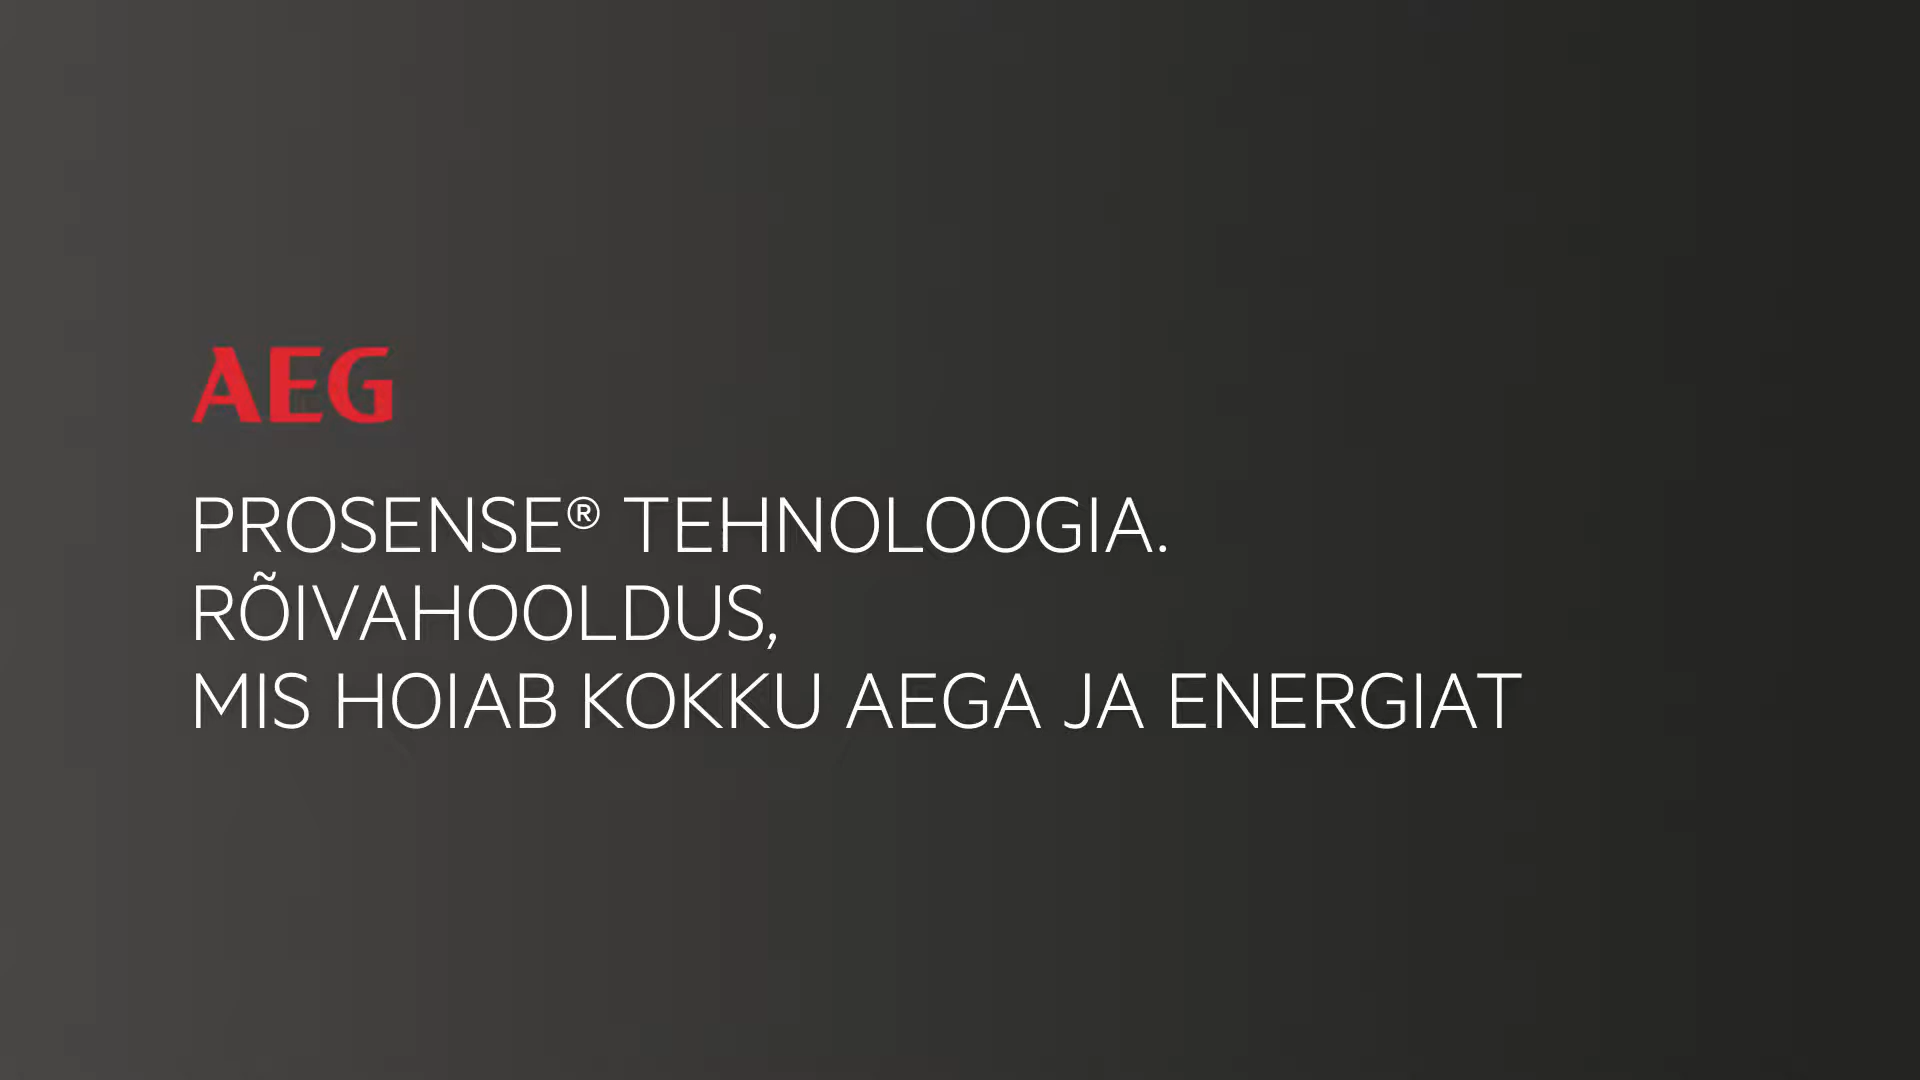 AEG
PROSENSE® TEHNOLOOGIA.
RÕIVAHOOLDUS,
MIS HOIAB KOKKU AEGA JA ENERGIAT